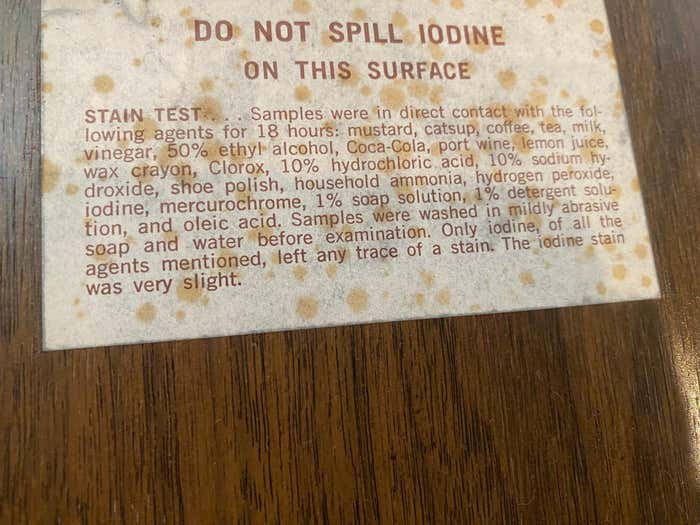 DO NOT SPILL IODINE
ON THIS SURFACE
STAIN TEST . . . Samples were in direct contact with the fol-
lowing agents for 18 hours: mustard, catsup, coffee, tea, milk,
vinegar, 50% ethyl alcohol, Coca-Cola, port wine, lemon juice,
wax crayon, Clorox, 10% hydrochloric acid, 10% sodium hy-
droxide, shoe polish, household ammonia, hydrogen peroxide,
iodine, mercurochrome, 1% soap solution, 1% detergent solu-
tion, and oleic acid. Samples were washed in mildly abrasive
soap and water before examination. Only iodine, of all the
agents mentioned, left any trace of a stain. The iodine stain
was very slight.